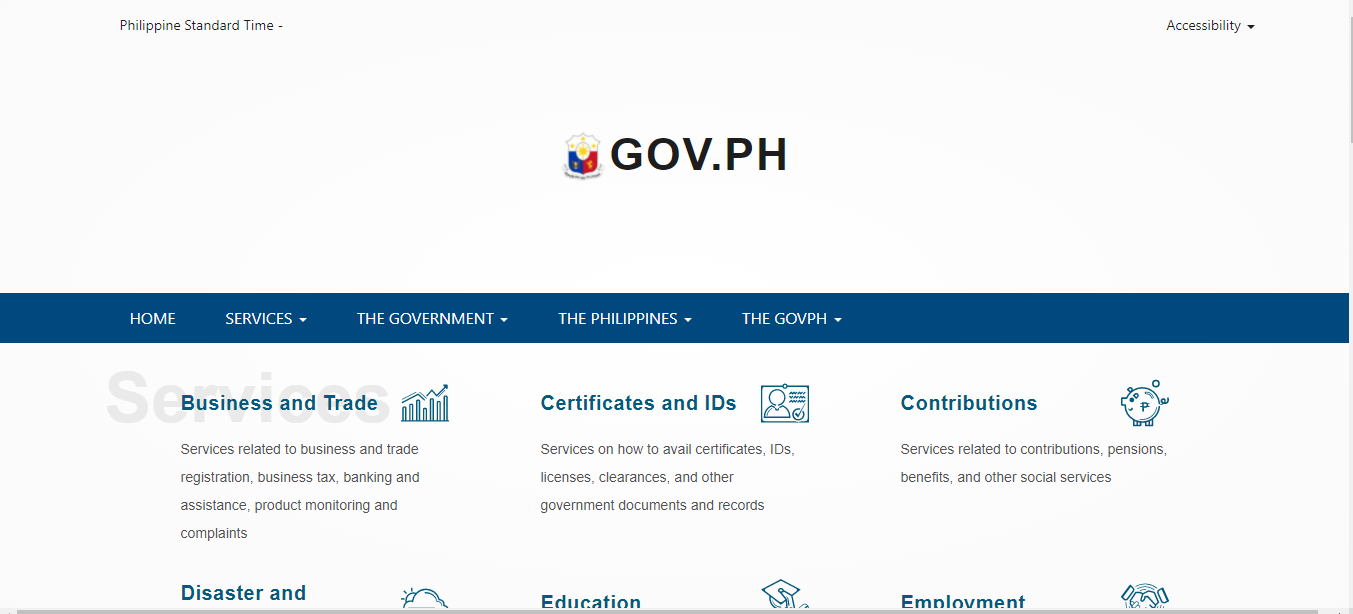 Philippine Standard Time -
Accessibility
GOV.PH
HOME
SERVICES
THE GOVERNMENT
THE PHILIPPINES
THE GOVPH
Services
Business and Trade
Services related to business and trade
registration, business tax, banking and
assistance, product monitoring and
complaints
Certificates and IDs
Services on how to avail certificates, IDs,
licenses, clearances, and other
government documents and records
Contributions
Services related to contributions, pensions,
benefits, and other social services
Disaster and
Education
Employment